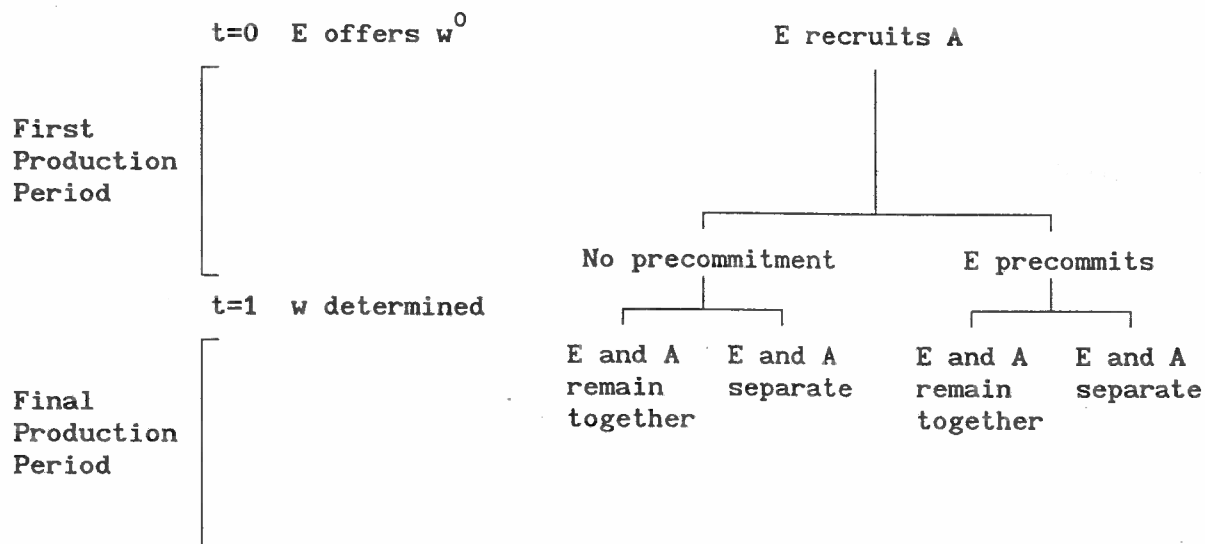 t=0 E offers w⁰
E recruits A
First
Production
Period
No precommitment
E precommits
t=1 w determined
E and A
remain
together
E and A
separate
E and A
remain
together
E and A
separate
Final
Production
Period